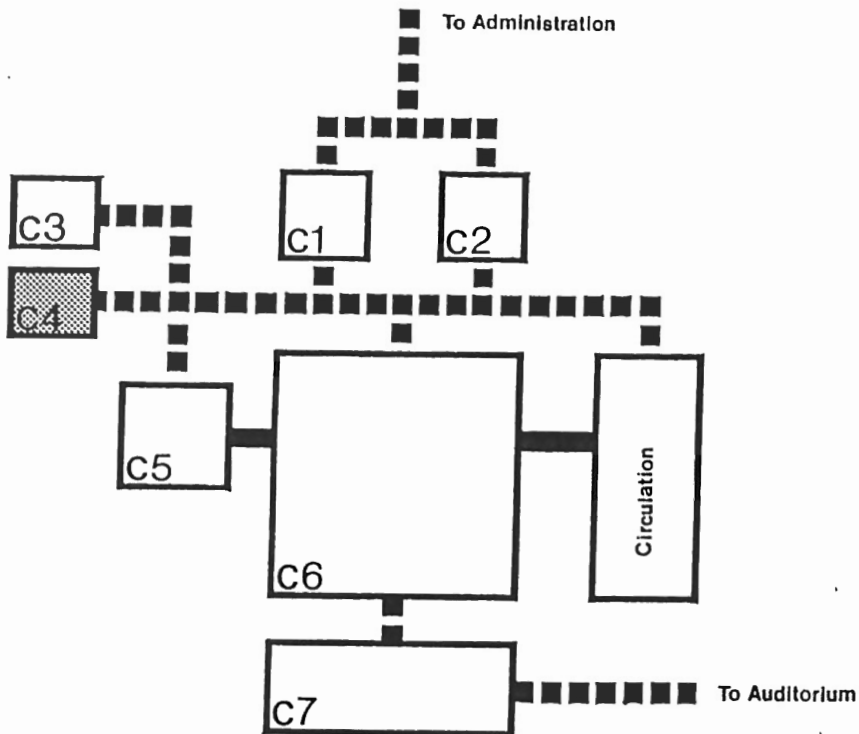 To Administration
C3
C1
C2
C4
C5
Circulation
C6
C7
To Auditorium